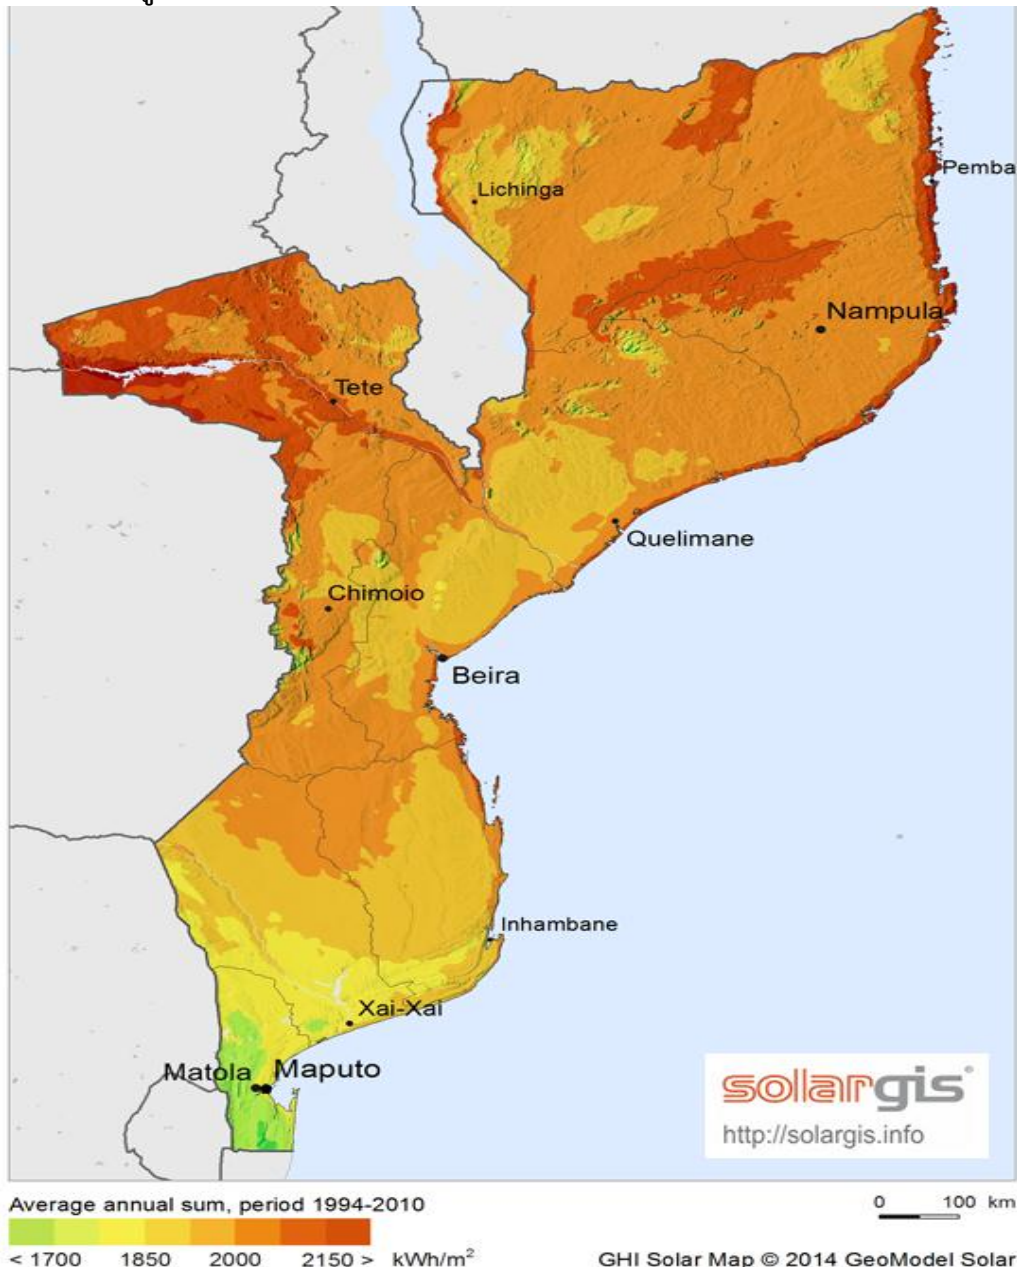 Pemba
Lichinga
Nampula
Tete
Quelimane
Chimoio
Beira
Inhambane
Xai-Xai
Matola Maputo
solargis
http://solargis.info
Average annual sum, period 1994-2010
0 100 km
< 1700 1850 2000 2150 > kWh/m²
GHI Solar Map © 2014 GeoModel Solar